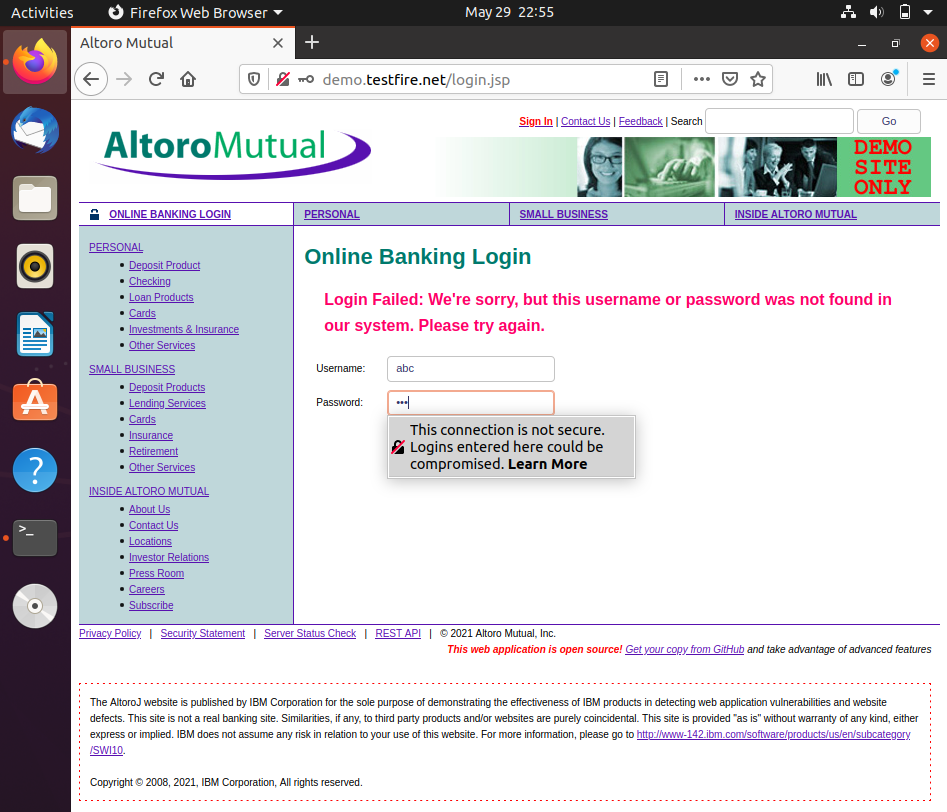 Activities Firefox Web Browser May 29 22:55
Altoro Mutual
demo.testfire.net/login.jsp
Sign In | Contact Us | Feedback | Search Go
AltoroMutual
DEMO
SITE
ONLY
ONLINE BANKING LOGIN PERSONAL SMALL BUSINESS INSIDE ALTORO MUTUAL
PERSONAL
Deposit Product
Checking
Loan Products
Cards
Investments & Insurance
Other Services
SMALL BUSINESS
Deposit Products
Lending Services
Cards
Insurance
Retirement
Other Services
INSIDE ALTORO MUTUAL
About Us
Contact Us
Locations
Investor Relations
Press Room
Careers
Subscribe
Online Banking Login
Login Failed: We're sorry, but this username or password was not found in
our system. Please try again.
Username: abc
Password: •••
This connection is not secure.
Logins entered here could be
compromised. Learn More
Privacy Policy | Security Statement | Server Status Check | REST API | © 2021 Altoro Mutual, Inc.
This web application is open source! Get your copy from GitHub and take advantage of advanced features
The AltoroJ website is published by IBM Corporation for the sole purpose of demonstrating the effectiveness of IBM products in detecting web application vulnerabilities and website
defects. This site is not a real banking site. Similarities, if any, to third party products and/or websites are purely coincidental. This site is provided "as is" without warranty of any kind, either
express or implied. IBM does not assume any risk in relation to your use of this website. For more information, please go to http://www-142.ibm.com/software/products/us/en/subcategory
/SWI10.
Copyright © 2008, 2021, IBM Corporation, All rights reserved.